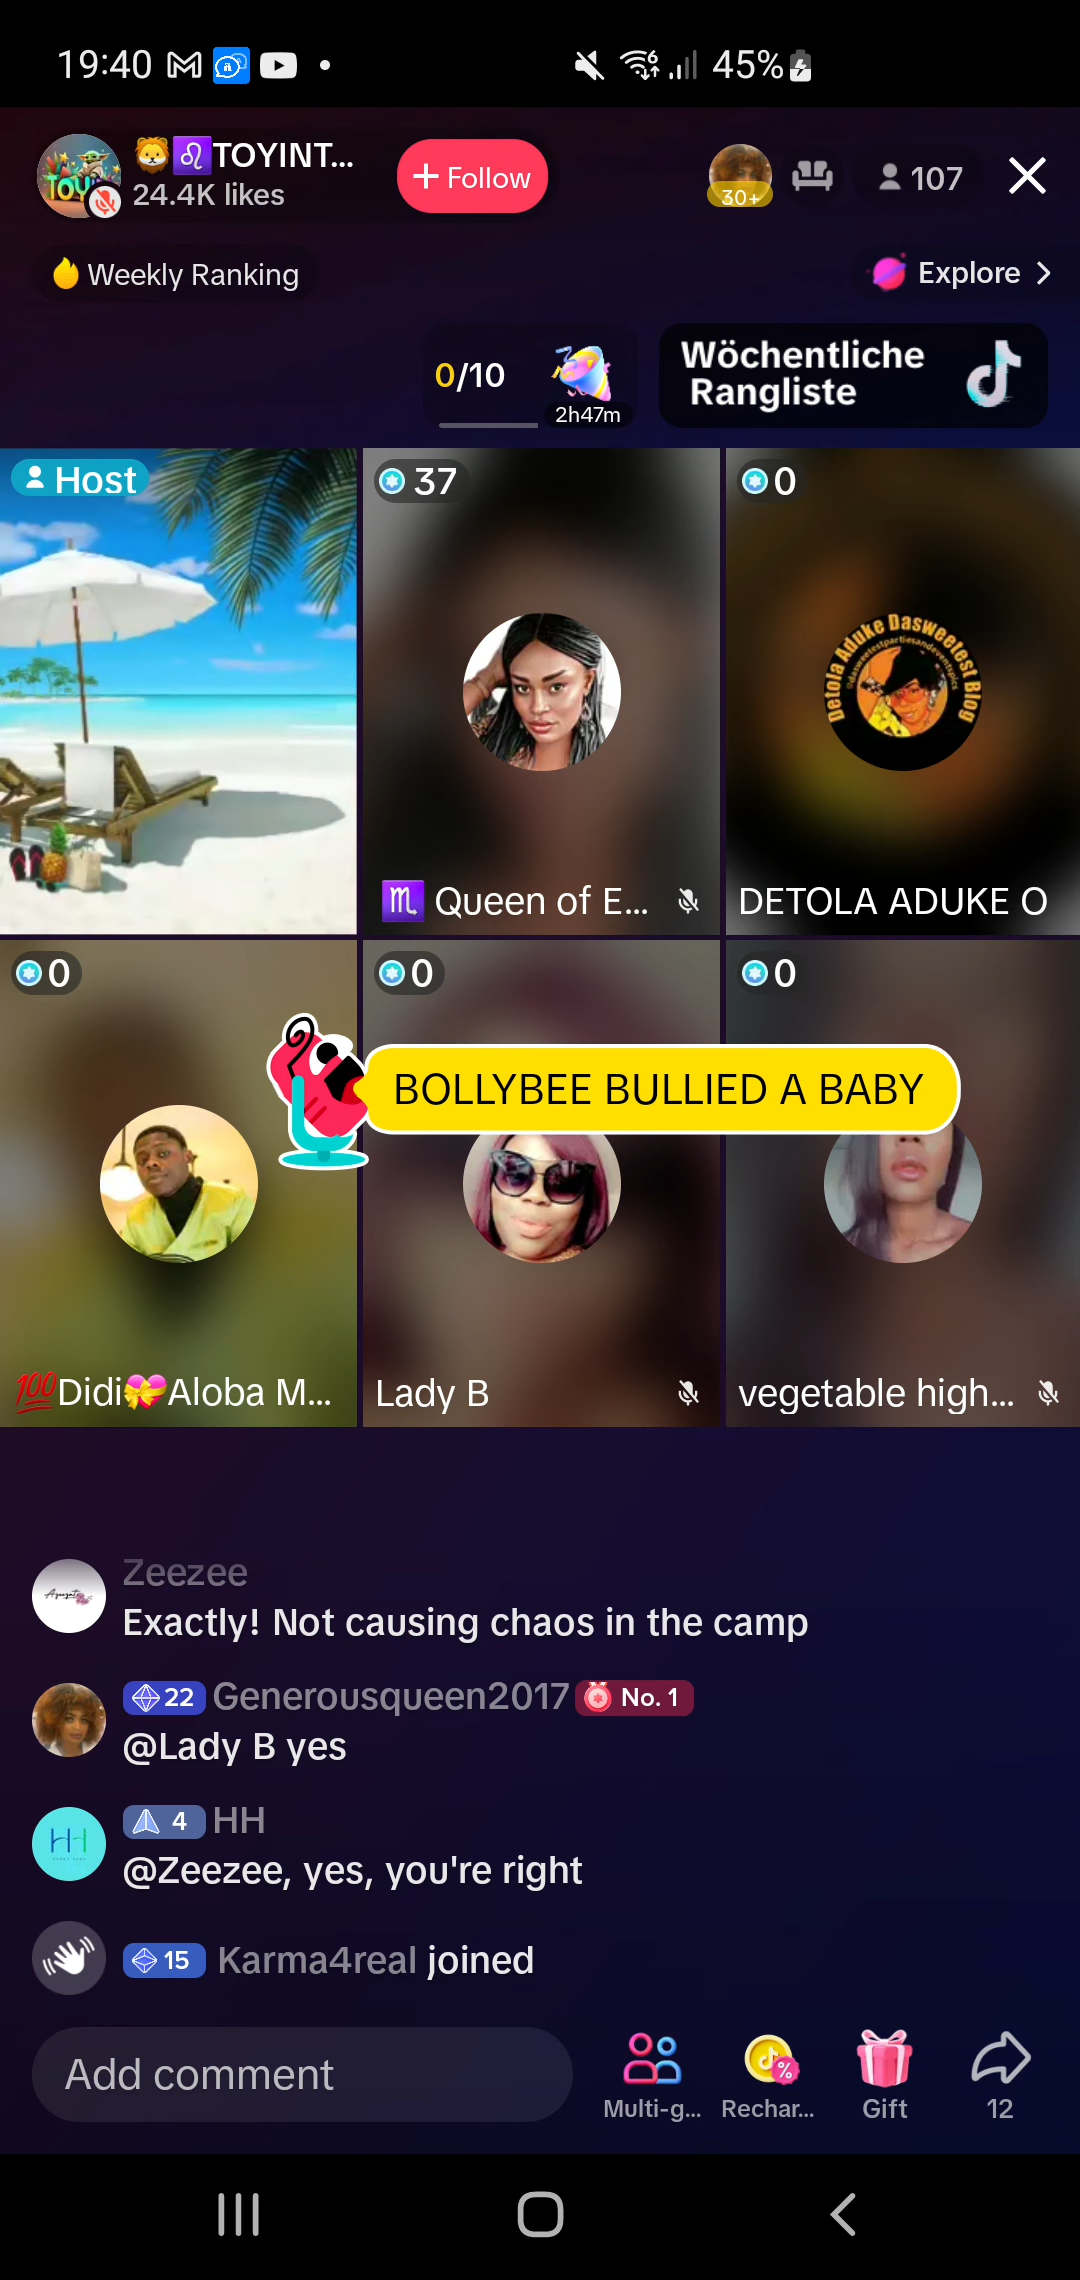 19:40
45%
🦁♌TOYINT...
24.4K likes
+ Follow
30+
107
Weekly Ranking
Explore >
0/10
2h47m
Wöchentliche
Rangliste
Host
37
0
Detola Aduke Dasweetest Blog
♏ Queen of E...
DETOLA ADUKE O
0
0
0
BOLLYBEE BULLIED A BABY
💯Didi💝Aloba M...
Lady B
vegetable high...
Zeezee
Exactly! Not causing chaos in the camp
22 Generousqueen2017 No. 1
@Lady B yes
HH
4 HH
@Zeezee, yes, you're right
15 Karma4real joined
Add comment
Multi-g...
Rechar...
Gift
12